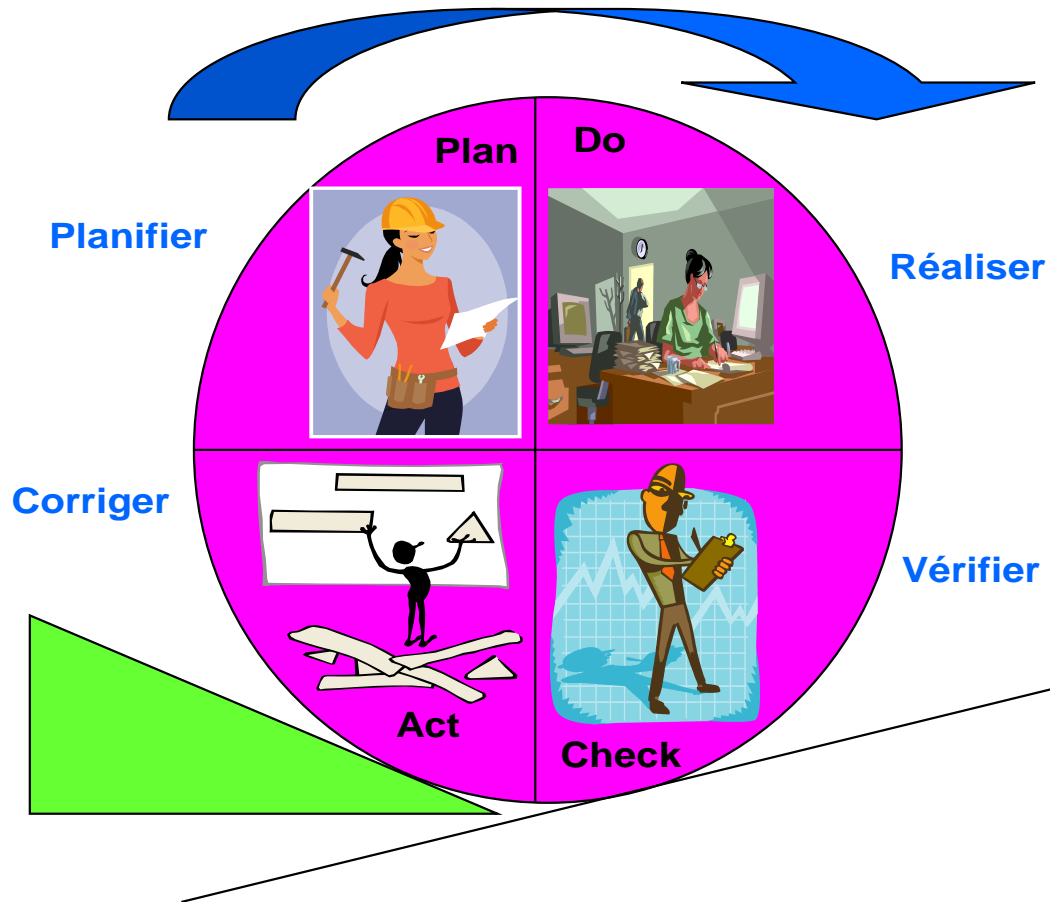 Plan
Do
Planifier
Réaliser
Corriger
Vérifier
Act
Check